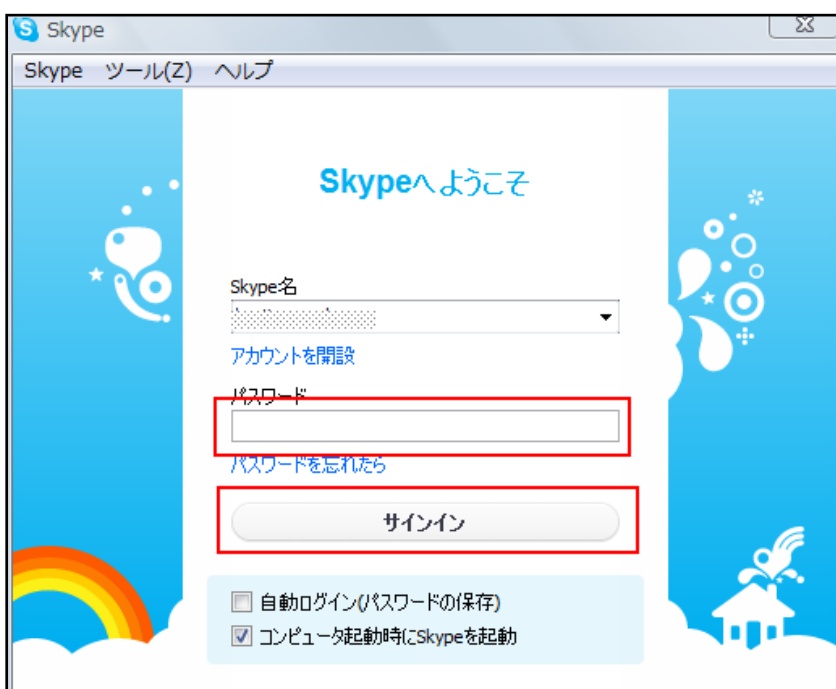 Skype
Skype ツール(Z) ヘルプ
Skypeへようこそ
Skype名
アカウントを開設
パスワード
パスワードを忘れたら
サインイン
自動ログイン(パスワードの保存)
コンピュータ起動時にSkypeを起動